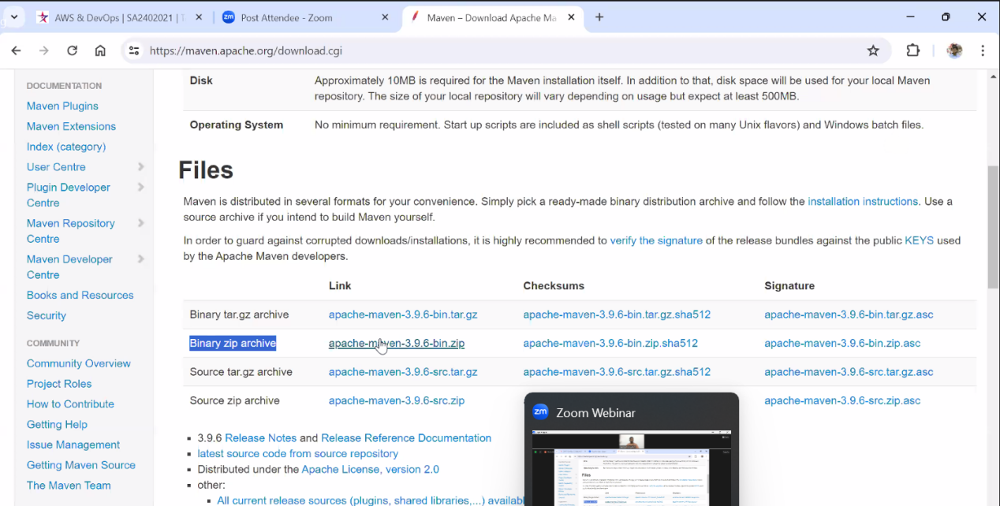 AWS & DevOps | SA2402021 | T
Post Attendee - Zoom
Maven – Download Apache Ma
https://maven.apache.org/download.cgi
DOCUMENTATION
Maven Plugins
Maven Extensions
Index (category)
User Centre
Plugin Developer
Centre
Maven Repository
Centre
Maven Developer
Centre
Books and Resources
Security
COMMUNITY
Community Overview
Project Roles
How to Contribute
Getting Help
Issue Management
Getting Maven Source
The Maven Team
Disk Approximately 10MB is required for the Maven installation itself. In addition to that, disk space will be used for your local Maven
repository. The size of your local repository will vary depending on usage but expect at least 500MB.
Operating System No minimum requirement. Start up scripts are included as shell scripts (tested on many Unix flavors) and Windows batch files.
Files
Maven is distributed in several formats for your convenience. Simply pick a ready-made binary distribution archive and follow the installation instructions. Use a
source archive if you intend to build Maven yourself.
In order to guard against corrupted downloads/installations, it is highly recommended to verify the signature of the release bundles against the public KEYS used
by the Apache Maven developers.
Link Checksums Signature
Binary tar.gz archive apache-maven-3.9.6-bin.tar.gz apache-maven-3.9.6-bin.tar.gz.sha512 apache-maven-3.9.6-bin.tar.gz.asc
Binary zip archive apache-maven-3.9.6-bin.zip apache-maven-3.9.6-bin.zip.sha512 apache-maven-3.9.6-bin.zip.asc
Source tar.gz archive apache-maven-3.9.6-src.tar.gz apache-maven-3.9.6-src.tar.gz.sha512 apache-maven-3.9.6-src.tar.gz.asc
Source zip archive apache-maven-3.9.6-src.zip apache-maven-3.9.6-src.zip.asc
3.9.6 Release Notes and Release Reference Documentation
latest source code from source repository
Distributed under the Apache License, version 2.0
other:
All current release sources (plugins, shared libraries,...) availabl
zm Zoom Webinar
Files